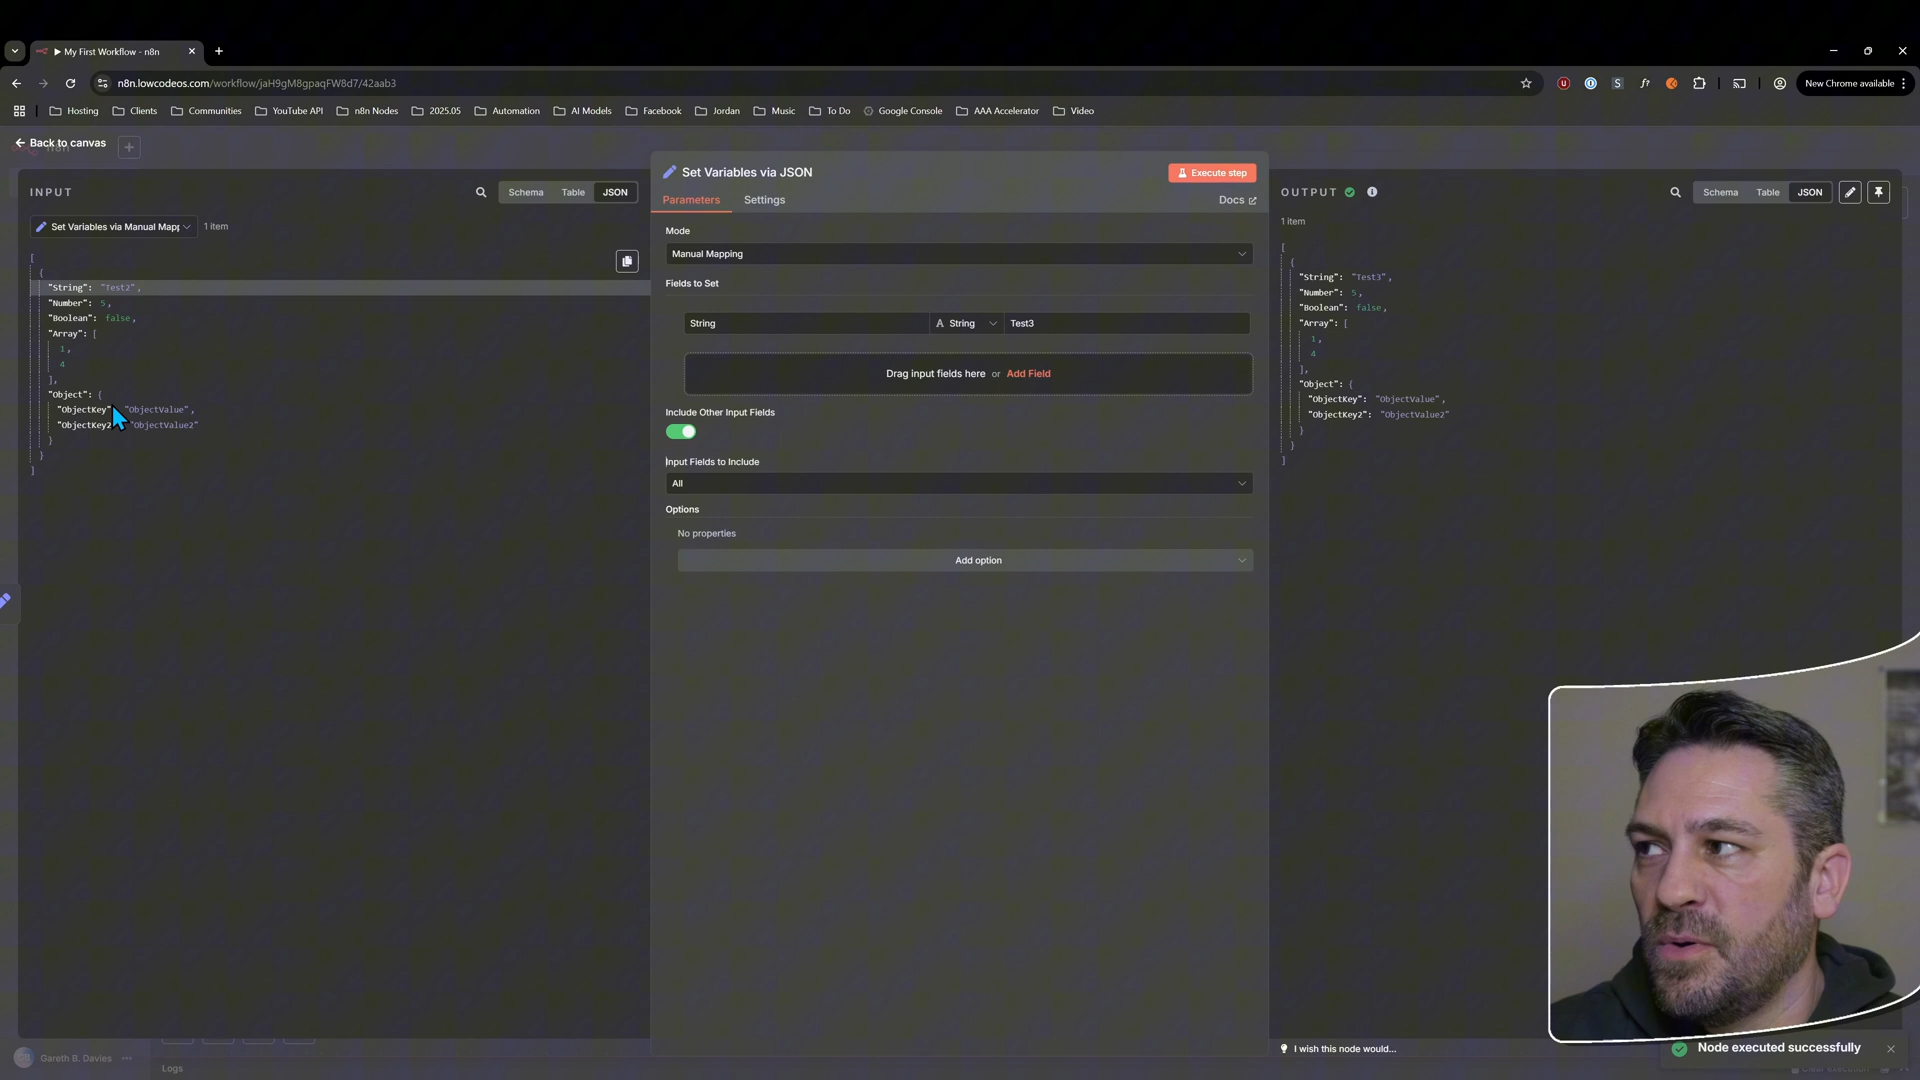 My First Workflow - n8n
n8n.lowcodeos.com/workflow/jaH9gM8gpaqFW8d7/42aab3
New Chrome available
Hosting
Clients
Communities
YouTube API
n8n Nodes
2025.05
Automation
AI Models
Facebook
Jordan
Music
To Do
Google Console
AAA Accelerator
Video
Back to canvas
INPUT
Schema
Table
JSON
Set Variables via Manual Mapp
1 item
[
{
"String": "Test2",
"Number": 5,
"Boolean": false,
"Array": [
1,
4
],
"Object": {
"ObjectKey" "ObjectValue",
"ObjectKey2 "ObjectValue2"
}
}
]
Set Variables via JSON
Execute step
Parameters
Settings
Docs
Mode
Manual Mapping
Fields to Set
String
String
Test3
Drag input fields here or Add Field
Include Other Input Fields
Input Fields to Include
All
Options
No properties
Add option
OUTPUT
Schema
Table
JSON
1 item
[
{
"String": "Test3",
"Number": 5,
"Boolean": false,
"Array": [
1,
4
],
"Object": {
"ObjectKey": "ObjectValue",
"ObjectKey2": "ObjectValue2"
}
}
]
I wish this node would...
Node executed successfully
Gareth B. Davies
Logs